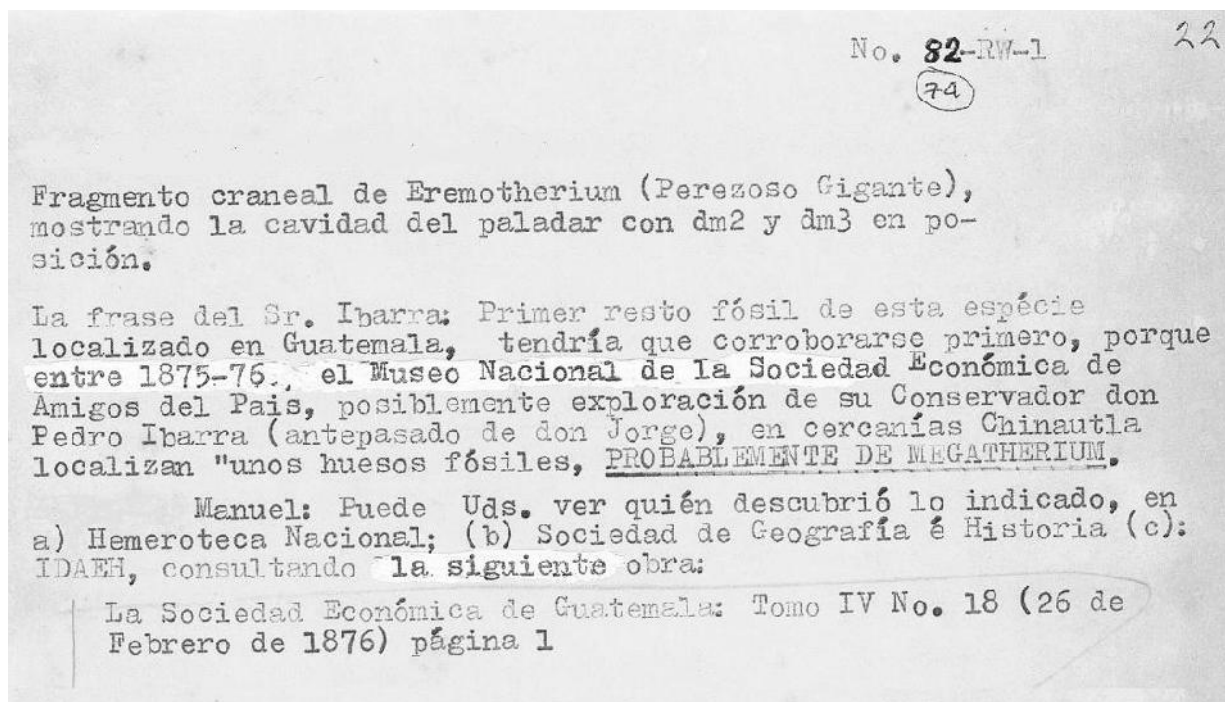 22
No. 82-RW-1
74
Fragmento craneal de Eremotherium (Perezoso Gigante),
mostrando la cavidad del paladar con dm2 y dm3 en po-
sición.
La frase del Sr. Ibarra: Primer resto fósil de esta espécie
localizado en Guatemala, tendría que corroborarse primero, porque
entre 1875-76., el Museo Nacional de la Sociedad Económica de
Amigos del Pais, posiblemente exploración de su Conservador don
Pedro Ibarra (antepasado de don Jorge), en cercanías Chinautla
localizan "unos huesos fósiles, PROBABLEMENTE DE MEGATHERIUM.
Manuel: Puede Uds. ver quién descubrió lo indicado, en
a) Hemeroteca Nacional; (b) Sociedad de Geografía é Historia (c):
IDAEH, consultando la siguiente obra:
La Sociedad Económica de Guatemala: Tomo IV No. 18 (26 de
Febrero de 1876) página 1